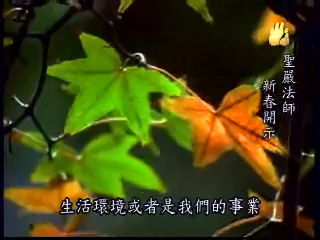 聖嚴法師
新春開示
生活環境或者是我們的事業